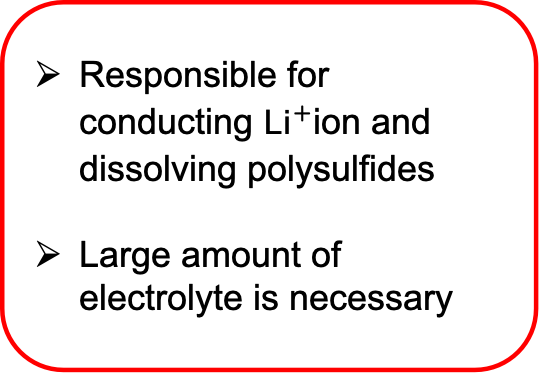 ➢ Responsible for
conducting Li⁺ion and
dissolving polysulfides
➢ Large amount of
electrolyte is necessary